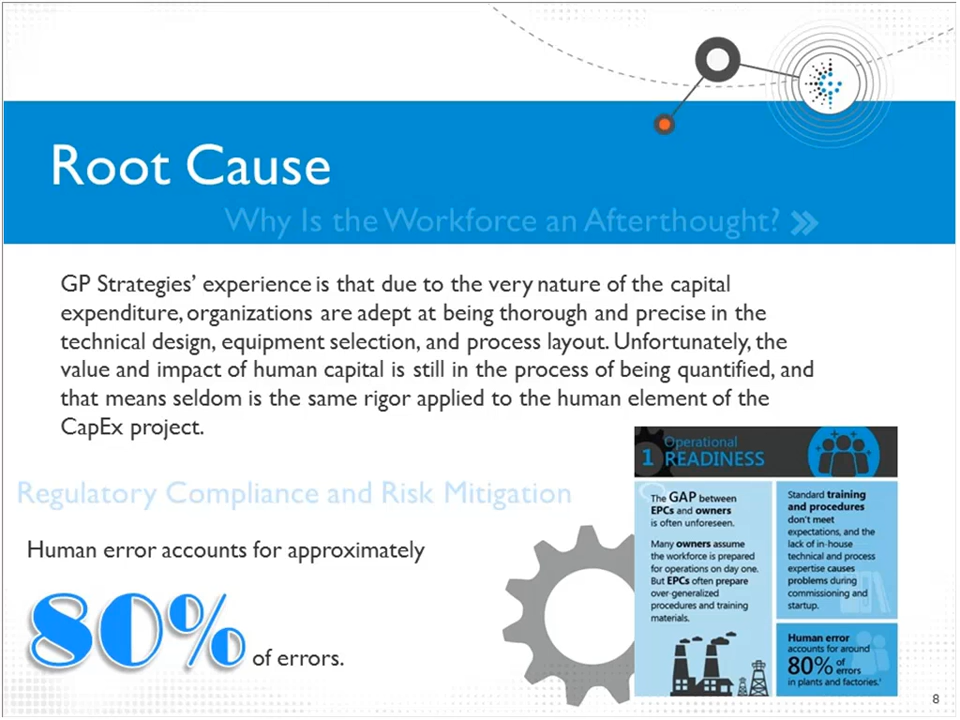 Root Cause
Why Is the Workforce an Afterthought?
GP Strategies' experience is that due to the very nature of the capital
expenditure, organizations are adept at being thorough and precise in the
technical design, equipment selection, and process layout. Unfortunately, the
value and impact of human capital is still in the process of being quantified, and
that means seldom is the same rigor applied to the human element of the
CapEx project.
Regulatory Compliance and Risk Mitigation
Human error accounts for approximately
80% of errors.
1 Operational
READINESS
The GAP between
EPCs and owners
is often unforeseen.
Many owners assume
the workforce is prepared
for operations on day one.
But EPCs often prepare
over-generalized
procedures and training
materials.
Standard training
and procedures
don't meet
expectations, and the
lack of in-house
technical and process
expertise causes
problems during
commissioning and
startup.
Human error
accounts for around
80% of
errors
in plants and factories.¹
8